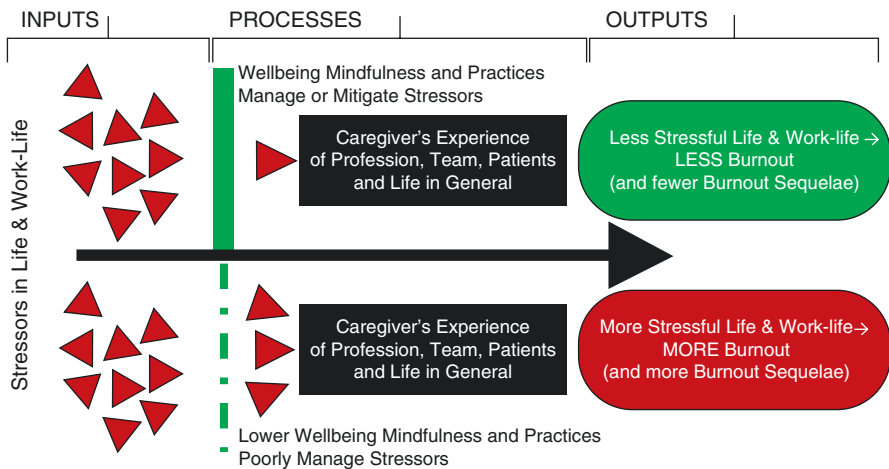 INPUTS
PROCESSES
OUTPUTS
Stressors in Life & Work-Life
Wellbeing Mindfulness and Practices
Manage or Mitigate Stressors
Caregiver's Experience
of Profession, Team, Patients
and Life in General
Less Stressful Life & Work-life →
LESS Burnout
(and fewer Burnout Sequelae)
Caregiver's Experience
of Profession, Team, Patients
and Life in General
More Stressful Life & Work-life→
MORE Burnout
(and more Burnout Sequelae)
Lower Wellbeing Mindfulness and Practices
Poorly Manage Stressors